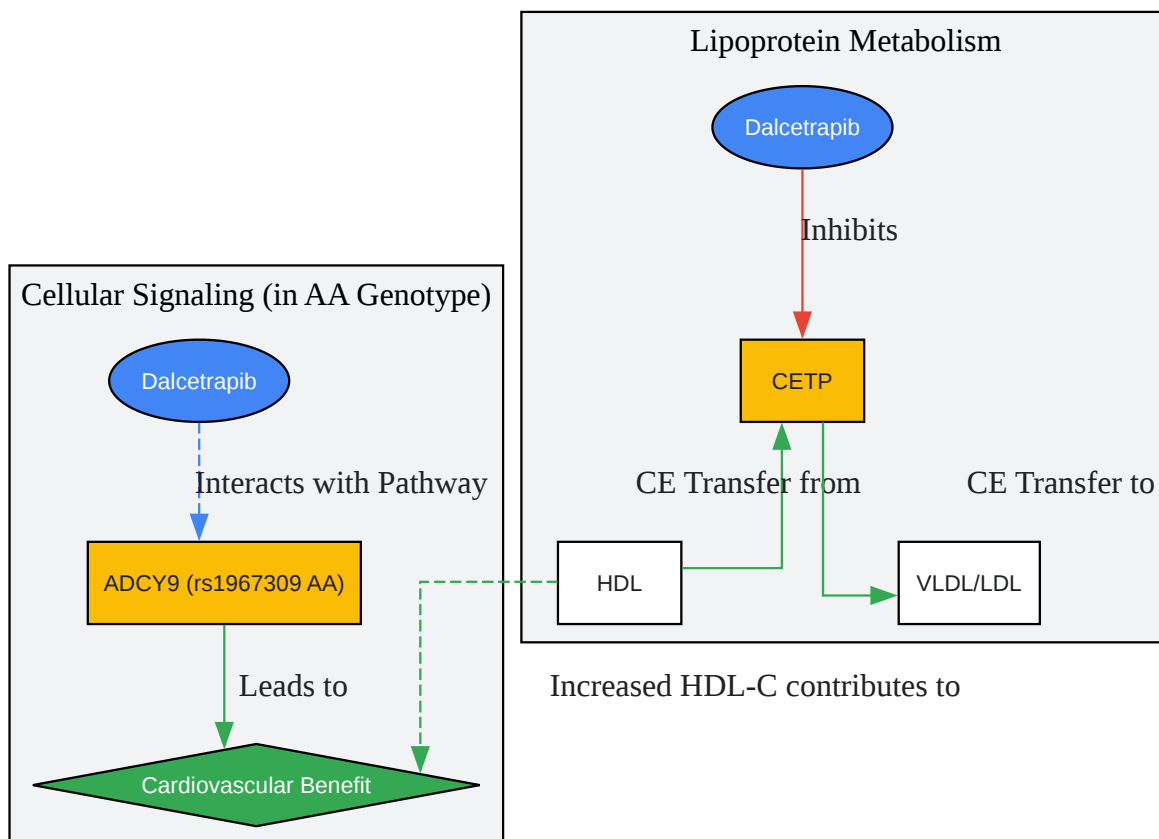 Lipoprotein Metabolism
Dalcetrapib
Inhibits
CETP
CE Transfer from
CE Transfer to
HDL
VLDL/LDL
Increased HDL-C contributes to
Cellular Signaling (in AA Genotype)
Dalcetrapib
Interacts with Pathway
ADCY9 (rs1967309 AA)
Leads to
Cardiovascular Benefit